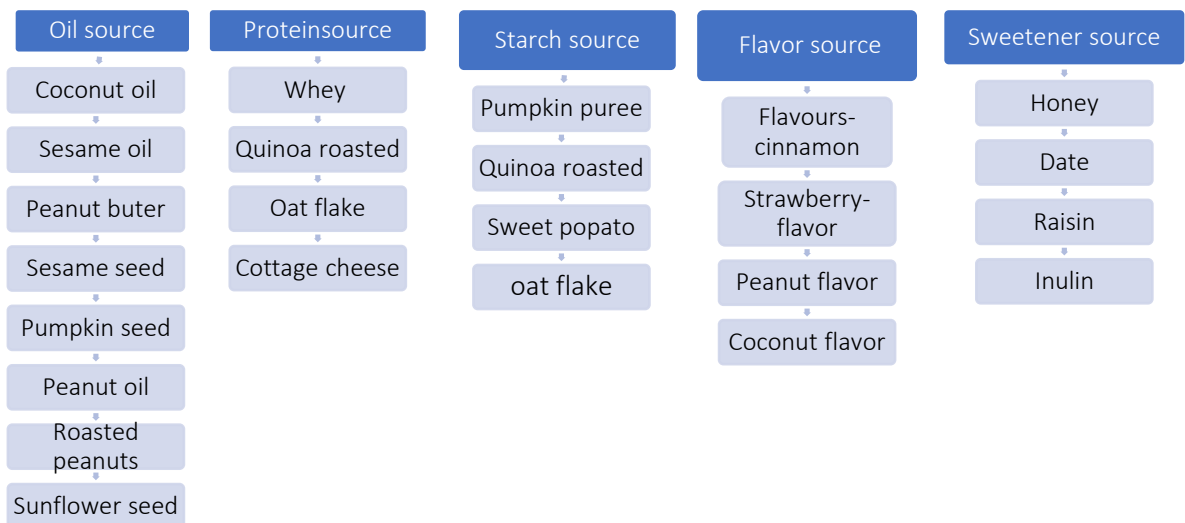 Oil source
Coconut oil
Sesame oil
Peanut buter
Sesame seed
Pumpkin seed
Peanut oil
Roasted
peanuts
Sunflower seed
Proteinsource
Whey
Quinoa roasted
Oat flake
Cottage cheese
Starch source
Pumpkin puree
Quinoa roasted
Sweet popato
oat flake
Flavor source
Flavours-
cinnamon
Strawberry-
flavor
Peanut flavor
Coconut flavor
Sweetener source
Honey
Date
Raisin
Inulin